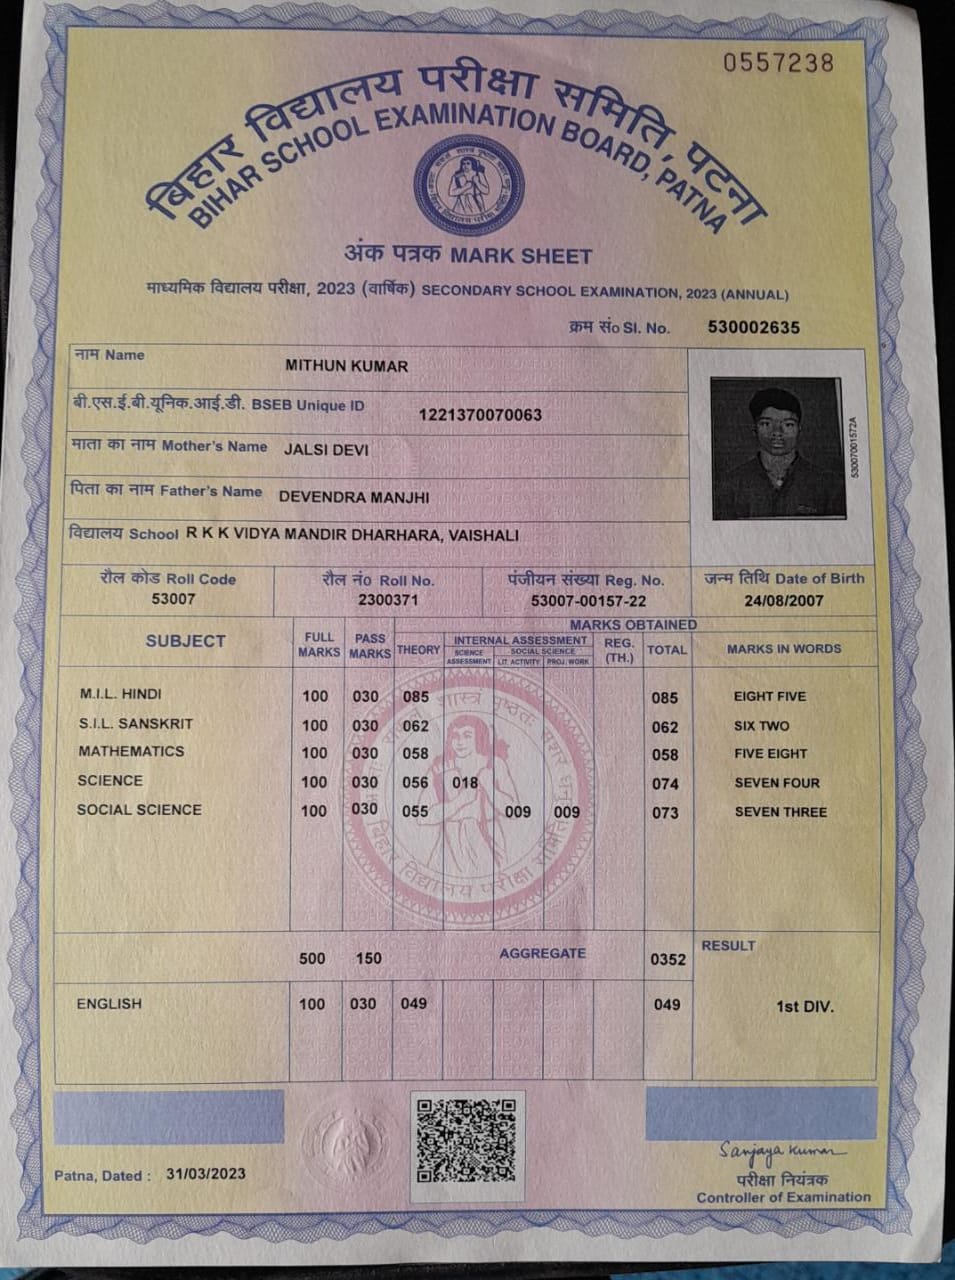 0557238
बिहार विद्यालय परीक्षा समिति, पटना
BIHAR SCHOOL EXAMINATION BOARD, PATNA
अंक पत्रक MARK SHEET
माध्यमिक विद्यालय परीक्षा, 2023 (वार्षिक) SECONDARY SCHOOL EXAMINATION, 2023 (ANNUAL)
क्रम सं० Sl. No. 530002635
नाम Name MITHUN KUMAR
बी.एस.ई.बी.यूनिक.आई.डी. BSEB Unique ID 1221370070063
माता का नाम Mother's Name JALSI DEVI
पिता का नाम Father's Name DEVENDRA MANJHI
विद्यालय School R K K VIDYA MANDIR DHARHARA, VAISHALI
53007001572A
रौल कोड Roll Code रौल नं० Roll No. पंजीयन संख्या Reg. No. जन्म तिथि Date of Birth
53007 2300371 53007-00157-22 24/08/2007
MARKS OBTAINED
SUBJECT FULL MARKS PASS MARKS THEORY INTERNAL ASSESSMENT REG. (TH.) TOTAL MARKS IN WORDS
SCIENCE ASSESSMENT SOCIAL SCIENCE
LIT. ACTIVITY PROJ. WORK
M.I.L. HINDI 100 030 085 085 EIGHT FIVE
S.I.L. SANSKRIT 100 030 062 062 SIX TWO
MATHEMATICS 100 030 058 058 FIVE EIGHT
SCIENCE 100 030 056 018 074 SEVEN FOUR
SOCIAL SCIENCE 100 030 055 009 009 073 SEVEN THREE
बिहार विद्यालय परीक्षा समिति
500 150 AGGREGATE 0352 RESULT
ENGLISH 100 030 049 049 1st DIV.
Patna, Dated : 31/03/2023
Sanjaya Kumar
परीक्षा नियंत्रक
Controller of Examination